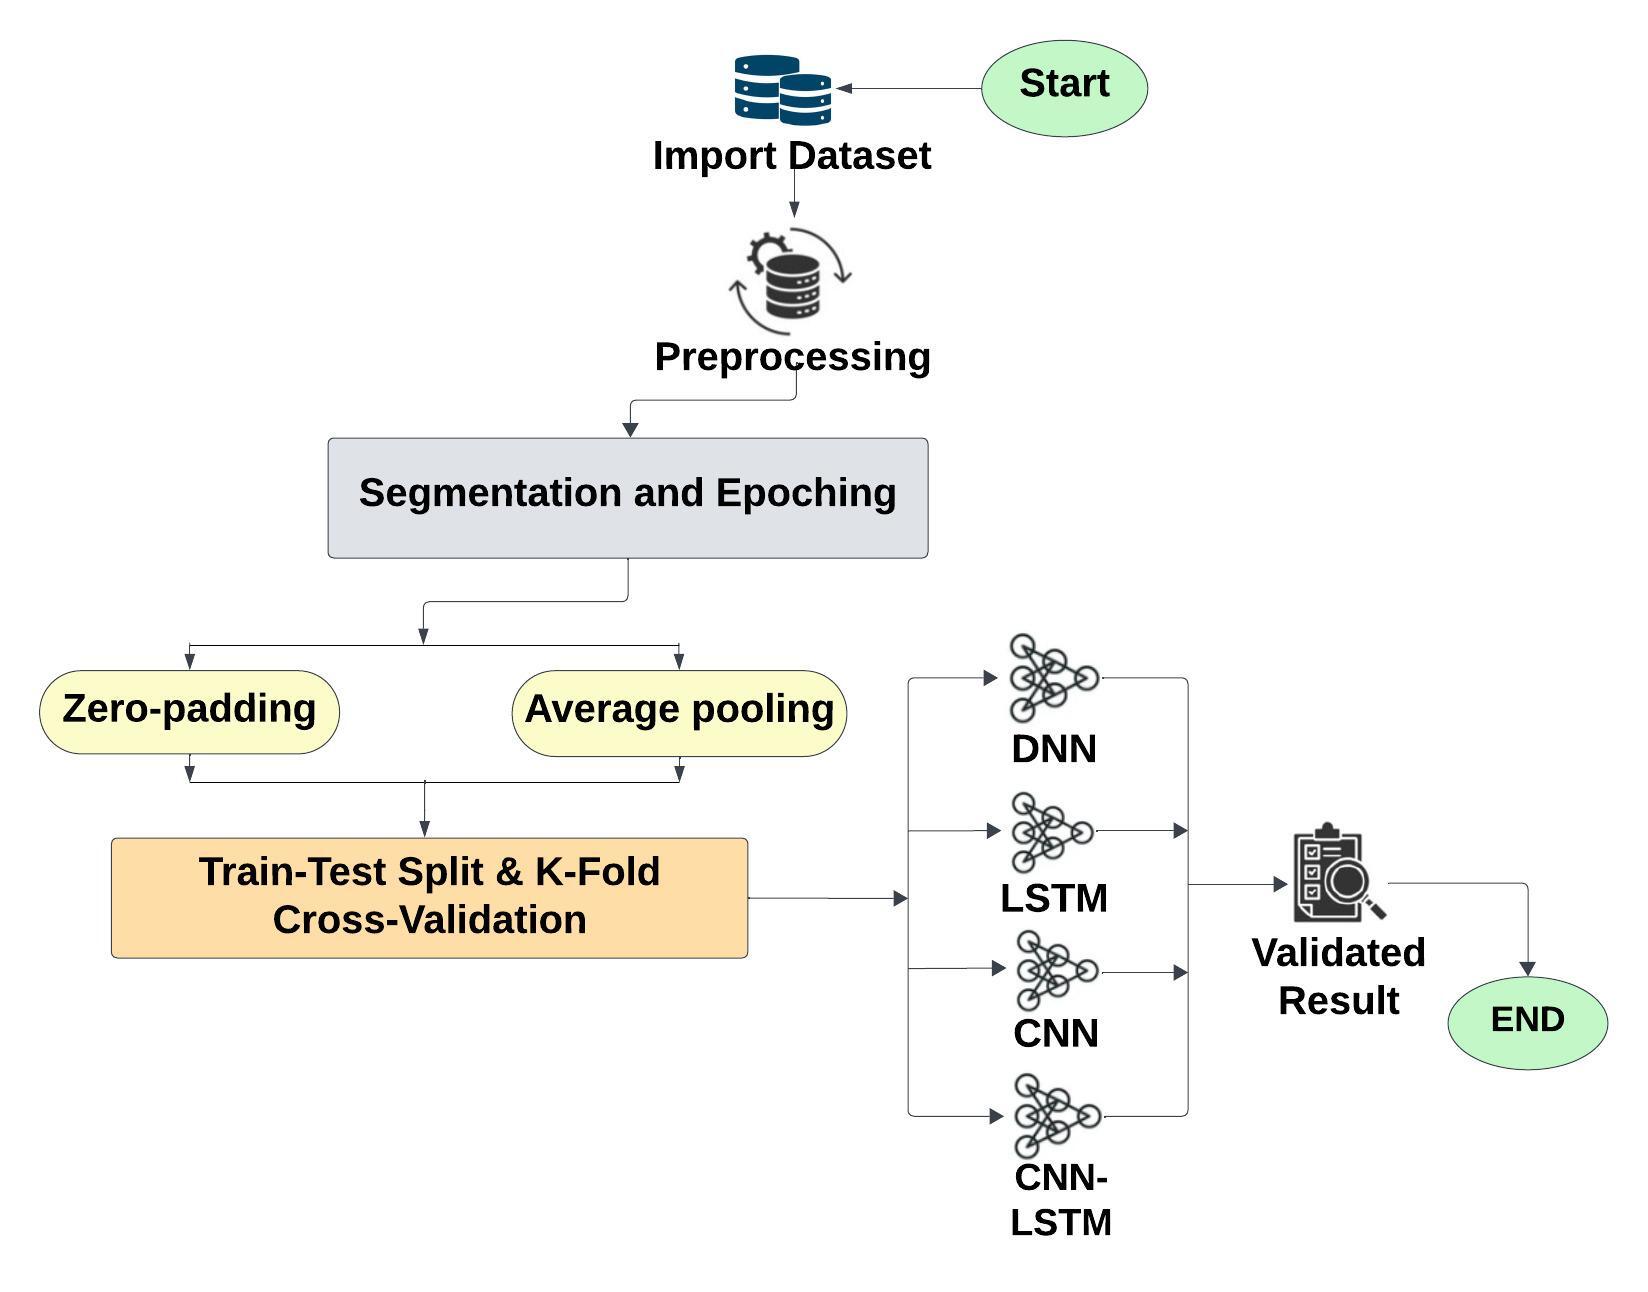 Start
Import Dataset
Preprocessing
Segmentation and Epoching
Zero-padding
Average pooling
Train-Test Split & K-Fold
Cross-Validation
DNN
LSTM
CNN
CNN-
LSTM
Validated
Result
END